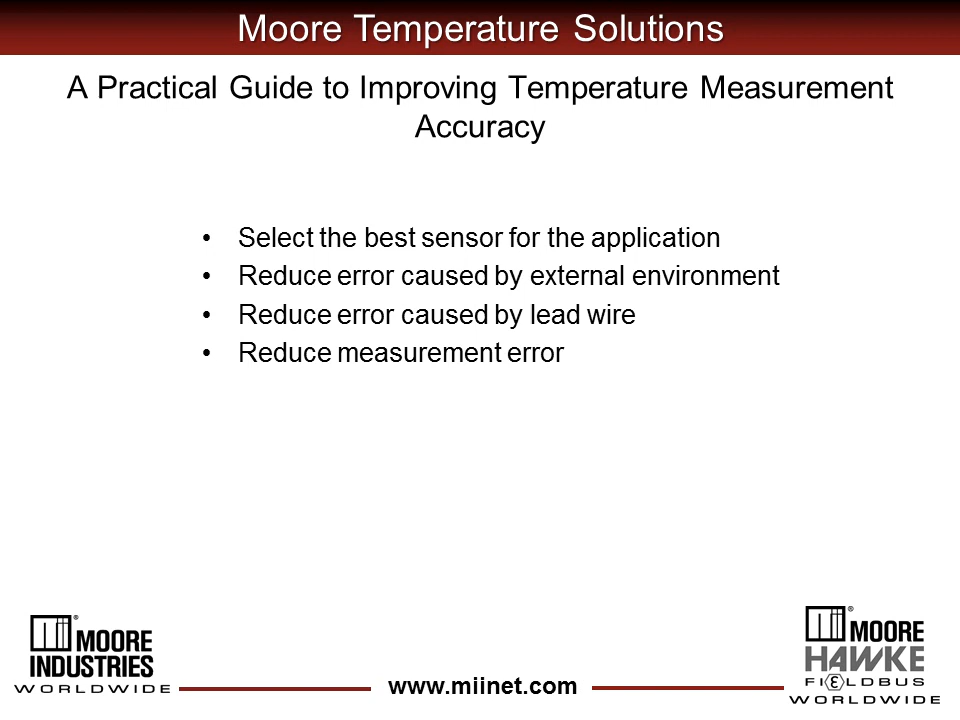 Moore Temperature Solutions
A Practical Guide to Improving Temperature Measurement
Accuracy
• Select the best sensor for the application
• Reduce error caused by external environment
• Reduce error caused by lead wire
• Reduce measurement error
® MOORE
INDUSTRIES
WORLDWIDE
www.miinet.com
® MOORE
HAWKE
FIELDBUS
WORLDWIDE